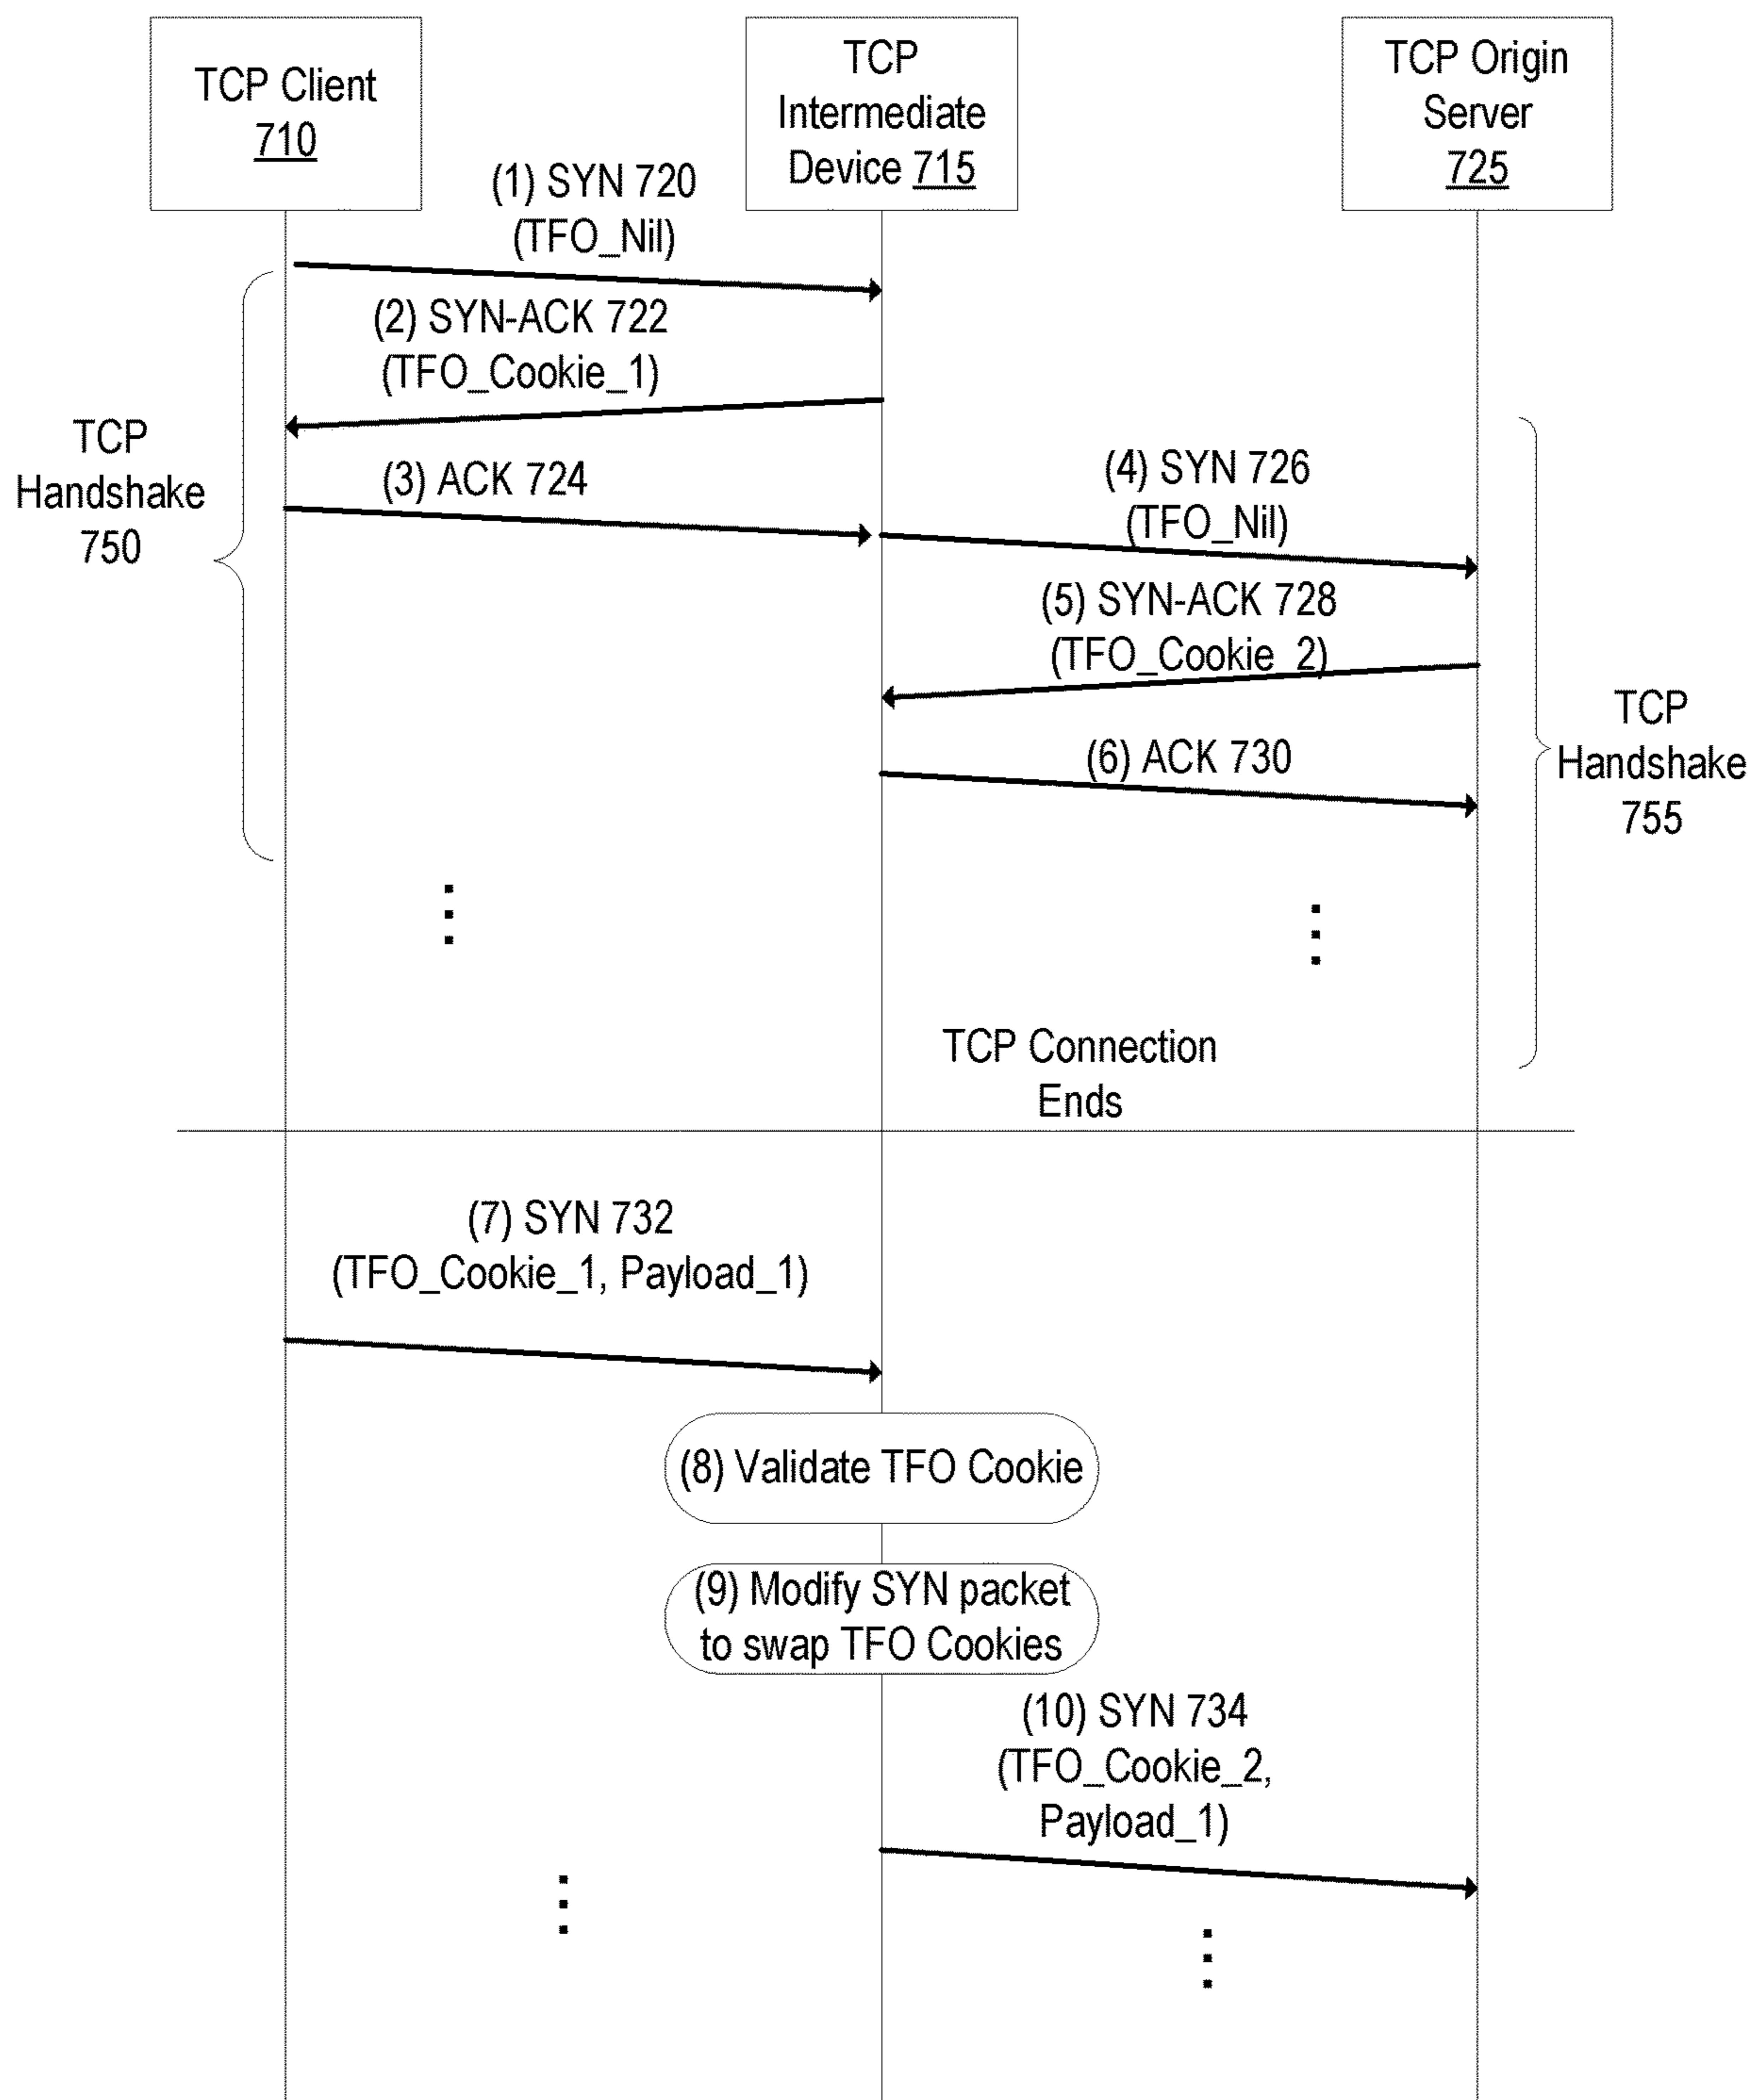 TCP Client
710
TCP
Intermediate
Device 715
TCP Origin
Server
725
(1) SYN 720
(TFO_Nil)
(2) SYN-ACK 722
(TFO_Cookie_1)
TCP
Handshake
750
(3) ACK 724
(4) SYN 726
(TFO_Nil)
(5) SYN-ACK 728
(TFO_Cookie_2)
(6) ACK 730
TCP
Handshake
755
TCP Connection
Ends
(7) SYN 732
(TFO_Cookie_1, Payload_1)
(8) Validate TFO Cookie
(9) Modify SYN packet
to swap TFO Cookies
(10) SYN 734
(TFO_Cookie_2,
Payload_1)